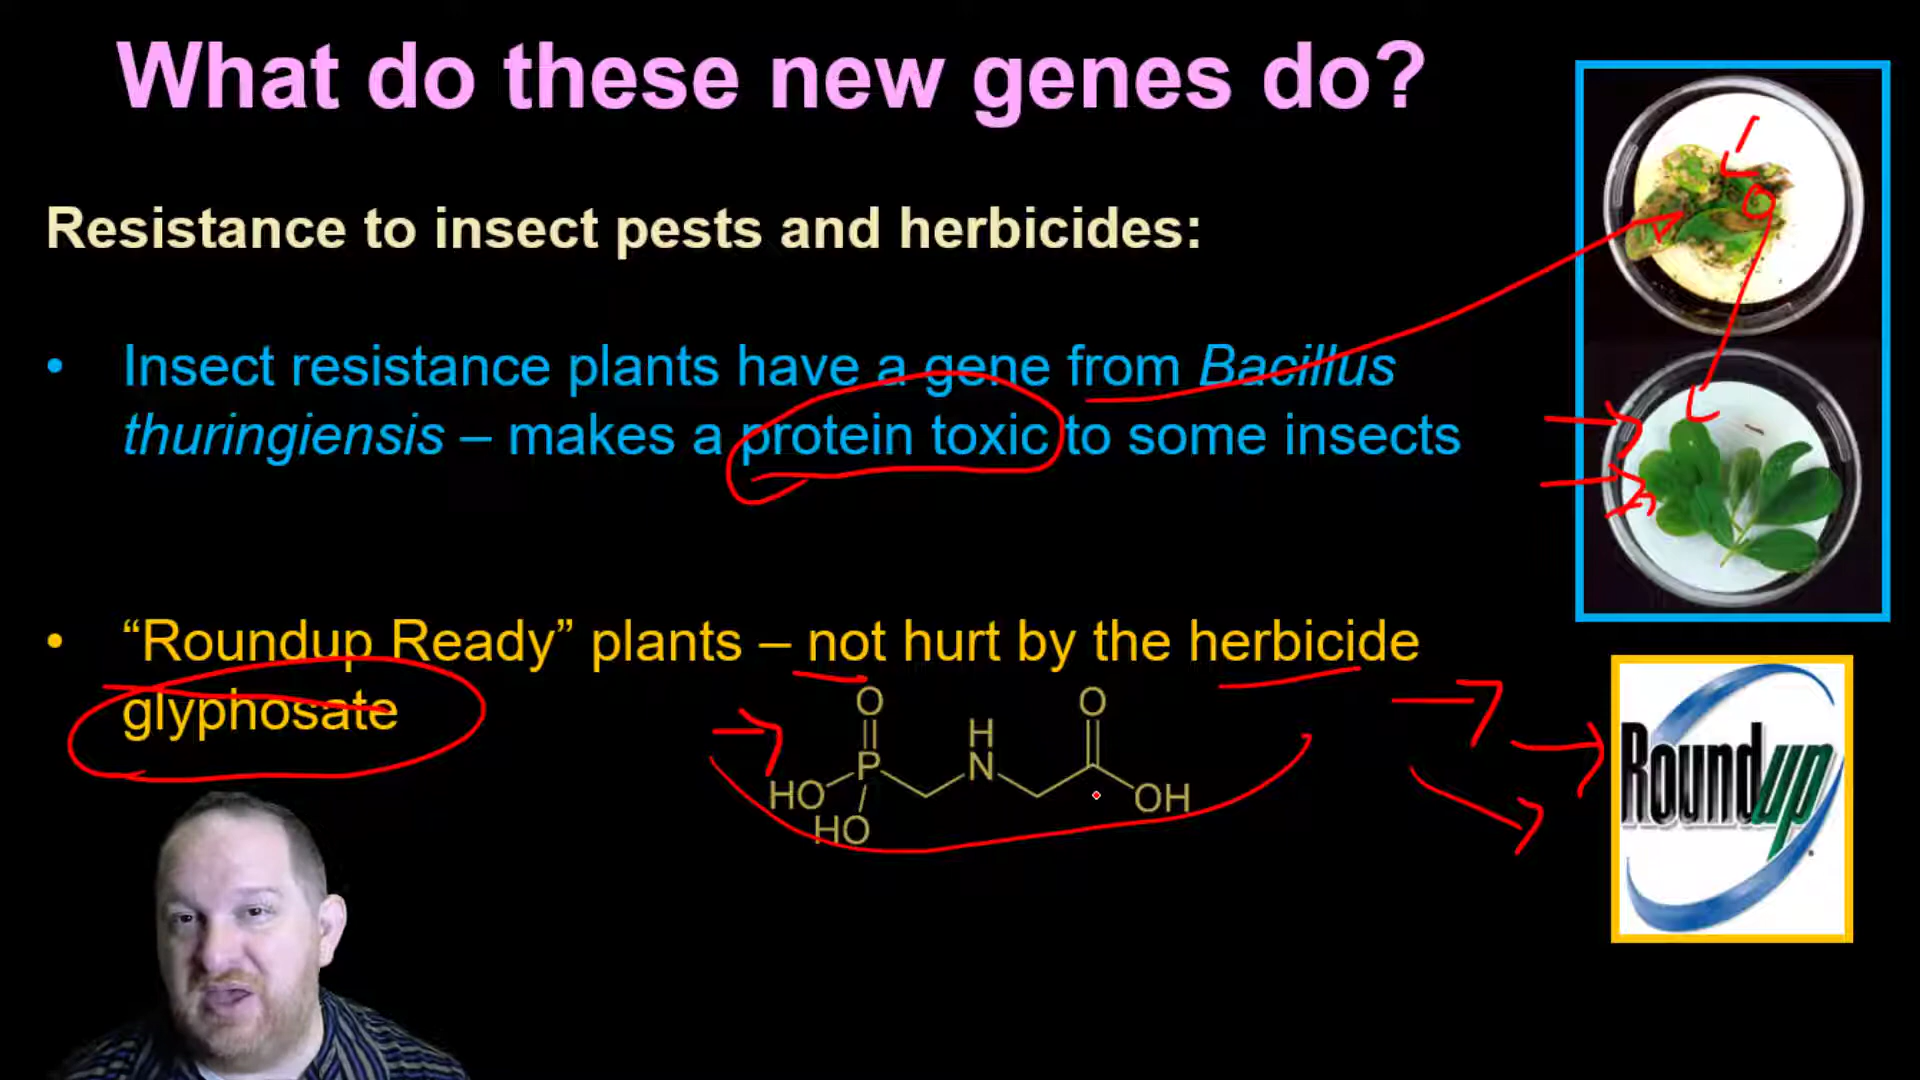 What do these new genes do?
Resistance to insect pests and herbicides:
• Insect resistance plants have a gene from Bacillus
thuringiensis – makes a protein toxic to some insects
• “Roundup Ready” plants – not hurt by the herbicide
glyphosate
O
O
H
P
N
HO
OH
HO
Roundup